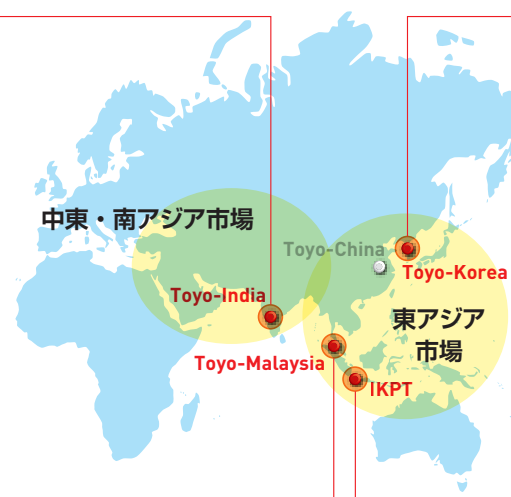 中東・南アジア市場
Toyo-China
Toyo-Korea
Toyo-India
東アジア
市場
Toyo-Malaysia
IKPT